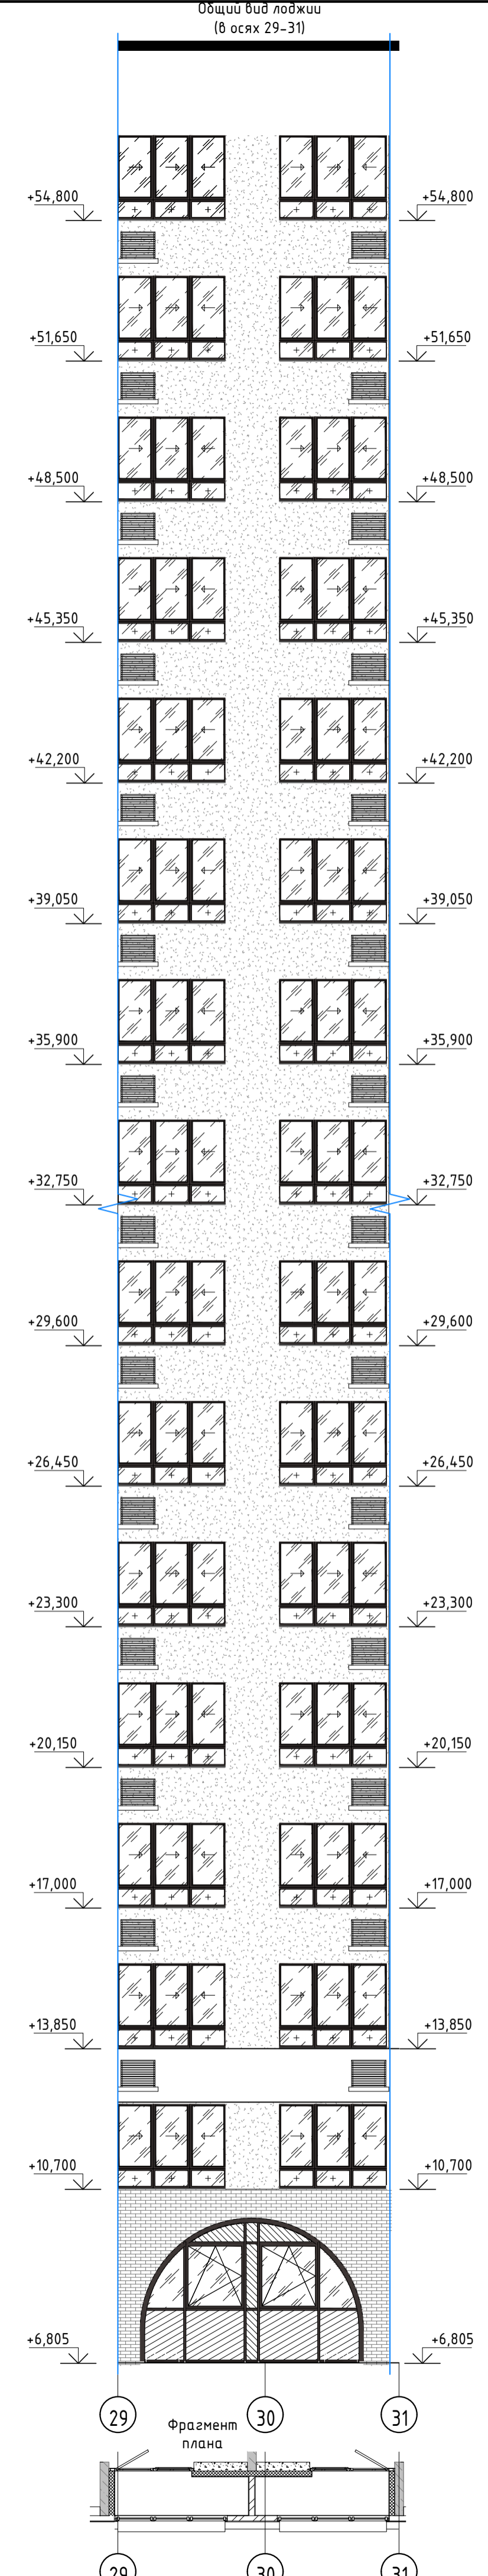 Общий вид лоджии
(в осях 29-31)
+54,800 +54,800
+51,650 +51,650
+48,500 +48,500
+45,350 +45,350
+42,200 +42,200
+39,050 +39,050
+35,900 +35,900
+32,750 +32,750
+29,600 +29,600
+26,450 +26,450
+23,300 +23,300
+20,150 +20,150
+17,000 +17,000
+13,850 +13,850
+10,700 +10,700
+6,805 +6,805
29 30 31
Фрагмент
плана
29 30 31